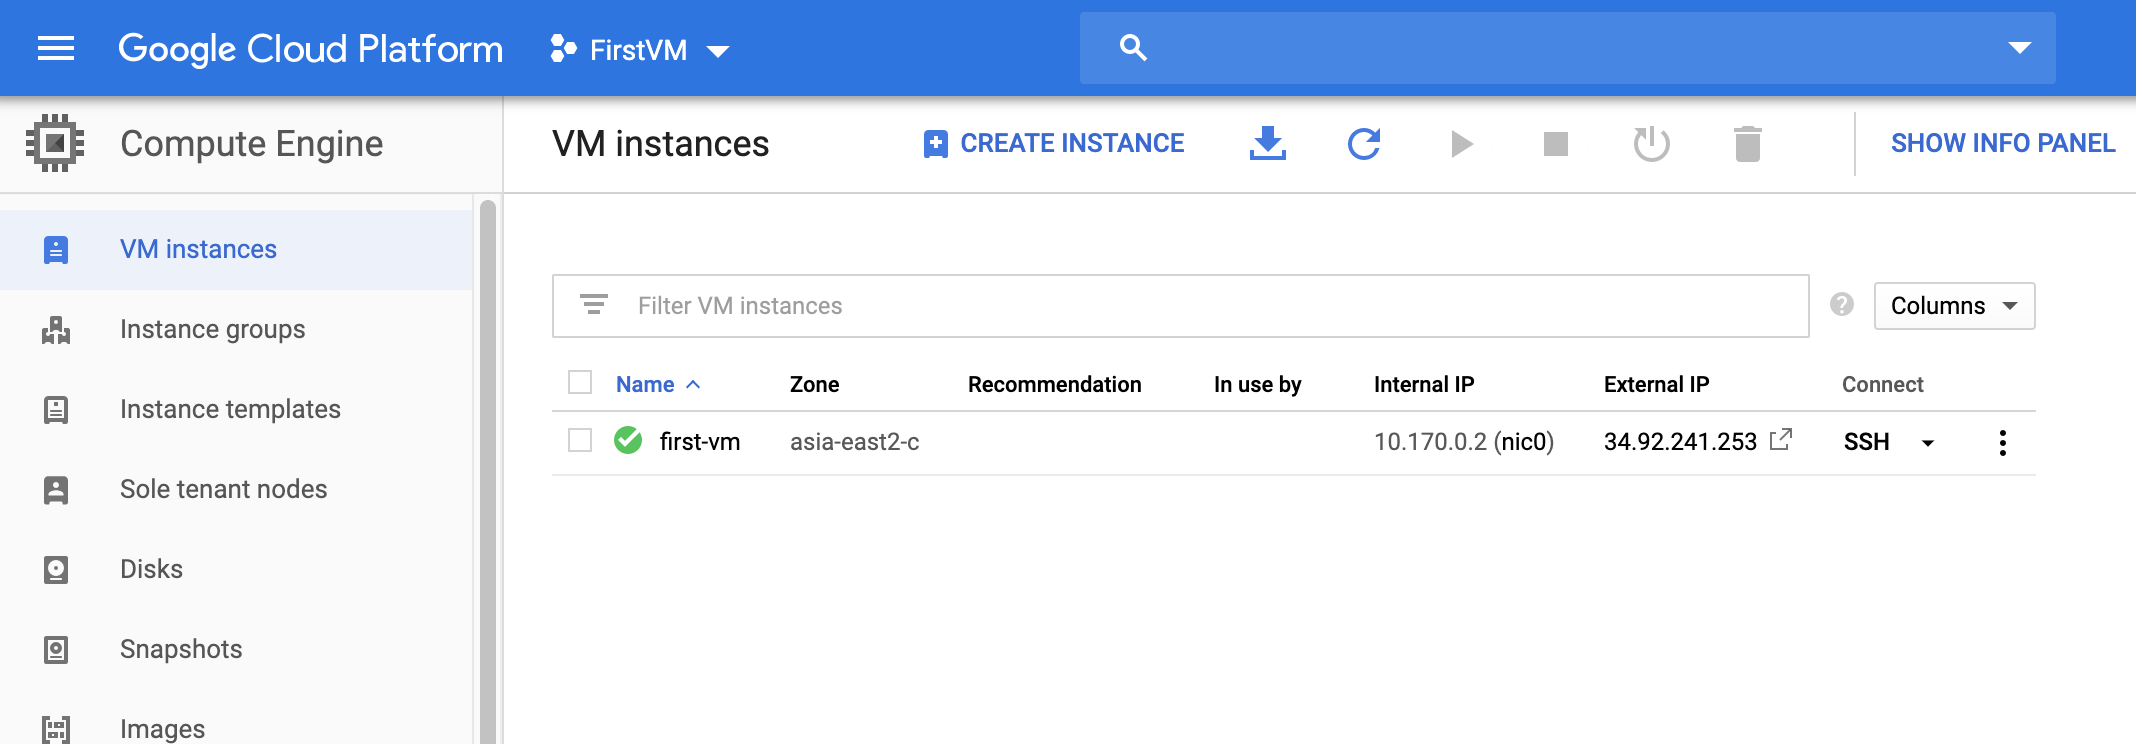 Google Cloud Platform FirstVM
Compute Engine
VM instances CREATE INSTANCE SHOW INFO PANEL
VM instances
Instance groups
Instance templates
Sole tenant nodes
Disks
Snapshots
Images
Filter VM instances ? Columns
Name Zone Recommendation In use by Internal IP External IP Connect
first-vm asia-east2-c 10.170.0.2 (nic0) 34.92.241.253 SSH